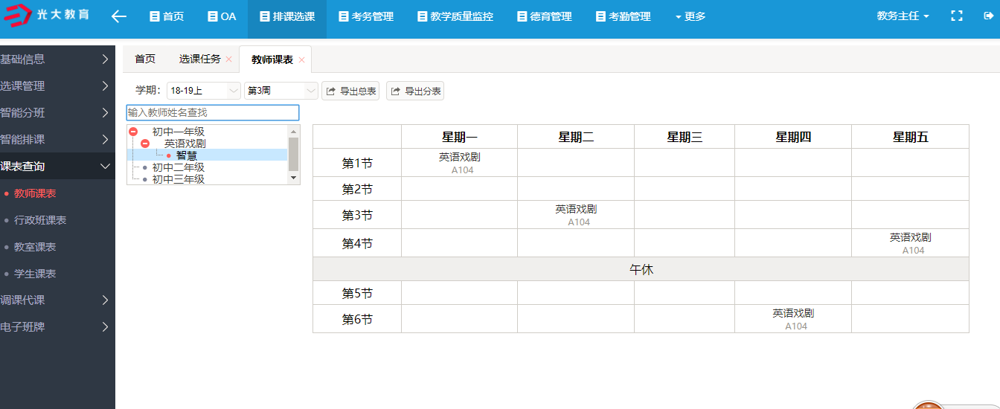 光大教育 首页 OA 排课选课 考务管理 教学质量监控 德育管理 考勤管理 更多 教务主任
首页 选课任务 教师课表
基础信息
选课管理
智能分班
智能排课
课表查询
教师课表
行政班课表
教室课表
学生课表
调课代课
电子班牌
学期： 18-19上 第3周 导出总表 导出分表
输入教师姓名查找
初中一年级
英语戏剧
智慧
初中二年级
初中三年级
星期一 星期二 星期三 星期四 星期五
第1节 英语戏剧
A104
第2节
第3节 英语戏剧
A104
第4节 英语戏剧
A104
午休
第5节
第6节 英语戏剧
A104